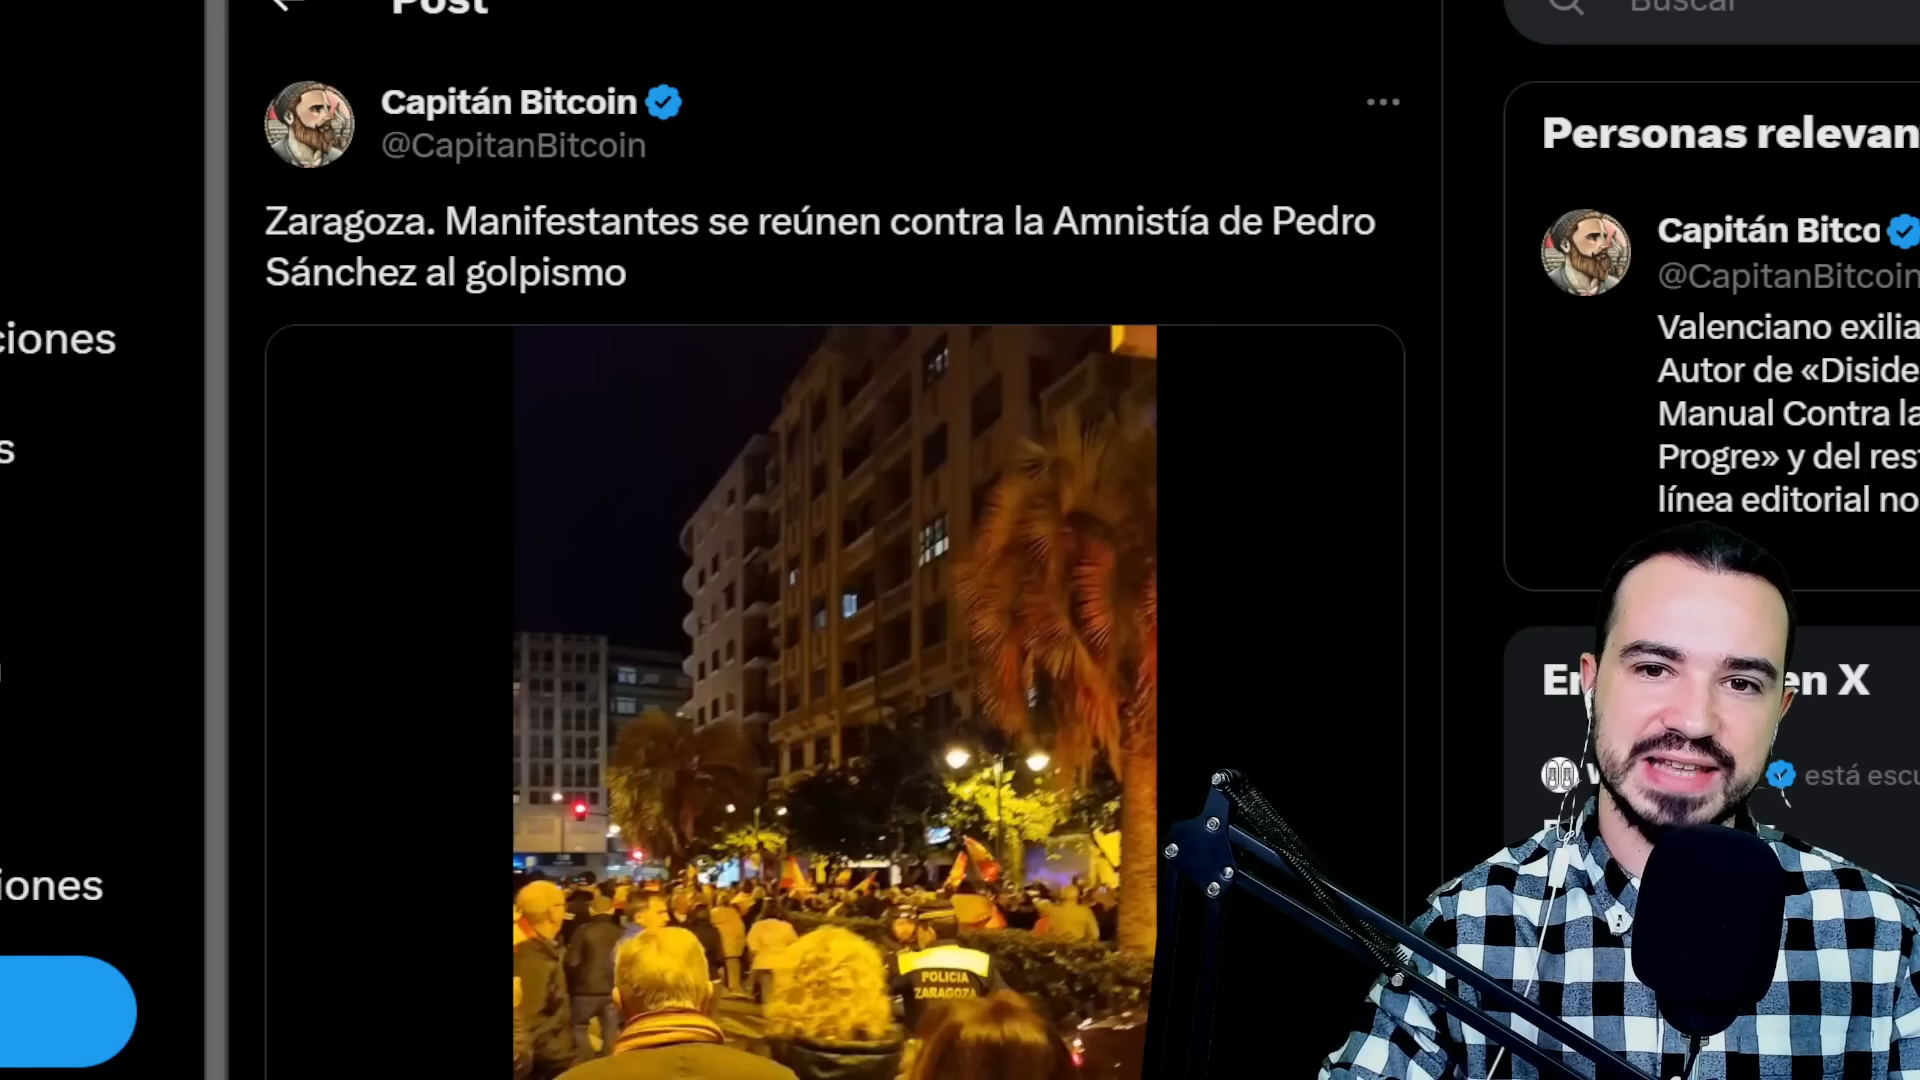 Post
Buscar
Capitán Bitcoin
@CapitanBitcoin
Zaragoza. Manifestantes se reúnen contra la Amnistía de Pedro
Sánchez al golpismo
POLICIA
ZARAGOZA
ciones
s
iones
Personas relevan
Capitán Bitco
@CapitanBitcoin
Valenciano exilia
Autor de «Diside
Manual Contra la
Progre» y del rest
línea editorial no
en X
está escu